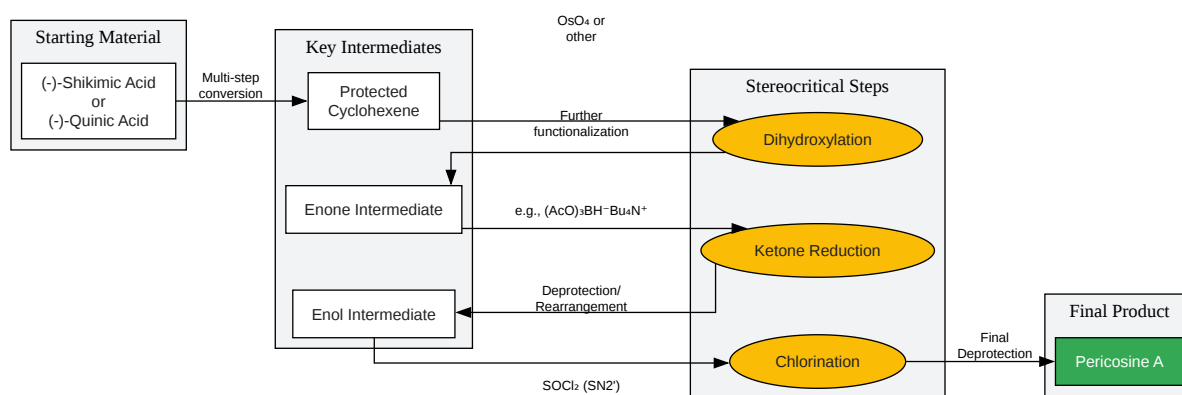 OsO₄ or
other
Starting Material
(-)-Shikimic Acid
or
(-)-Quinic Acid
Multi-step
conversion
Key Intermediates
Protected
Cyclohexene
Further
functionalization
Stereocritical Steps
Dihydroxylation
Enone Intermediate
e.g., (AcO)₃BH⁻Bu₄N⁺
Ketone Reduction
Deprotection/
Rearrangement
Enol Intermediate
SOCl₂ (SN2')
Chlorination
Final
Deprotection
Final Product
Pericosine A